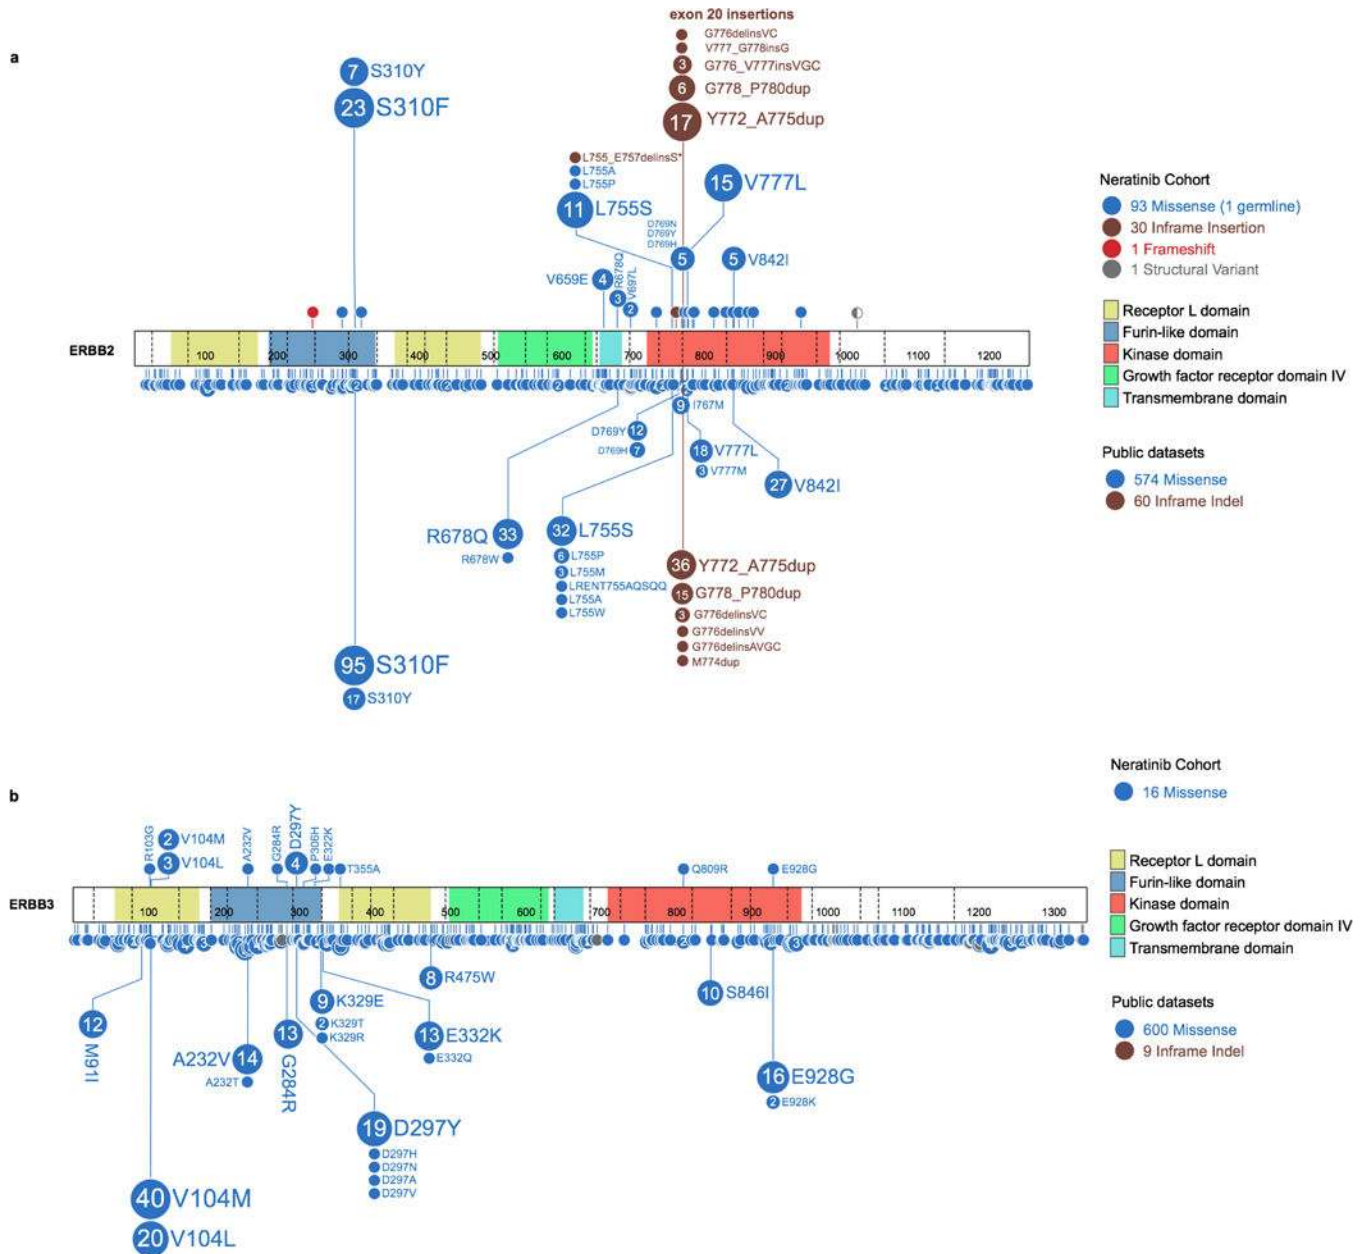 a
exon 20 insertions
G776delinsVC
V777_G778insG
3 G776_V777insVGC
6 G778_P780dup
17 Y772_A775dup
7 S310Y
23 S310F
L755_E757delinsS*
L755A
L755P
11 L755S
15 V777L
D769N
D769Y
D769H
5
5 V842I
V659E 4
R678Q
3
V697L
2
ERBB2
100 200 300 400 500 600 700 800 900 1000 1100 1200
2 2 2 2
9 I767M
D769Y 12
D769H 7
18 V777L
3 V777M
27 V842I
R678Q 33
R678W
32 L755S
6 L755P
3 L755M
LRENT755AQSQQ
L755A
L755W
36 Y772_A775dup
15 G778_P780dup
3 G776delinsVC
G776delinsVV
G776delinsAVGC
M774dup
95 S310F
17 S310Y
Neratinib Cohort
93 Missense (1 germline)
30 Inframe Insertion
1 Frameshift
1 Structural Variant
Receptor L domain
Furin-like domain
Kinase domain
Growth factor receptor domain IV
Transmembrane domain
Public datasets
574 Missense
60 Inframe Indel
b
R103G
2 V104M
3 V104L
A232V
G284R
D297Y
4
P306H
E322K
T355A
Q809R
E928G
ERBB3
100 200 300 400 500 600 700 800 900 1000 1100 1200 1300
3 2 3
12
M91I
A232V 14
A232T
13
G284R
9 K329E
2 K329T
K329R
8 R475W
13 E332K
E332Q
10 S846I
16 E928G
2 E928K
19 D297Y
D297H
D297N
D297A
D297V
40 V104M
20 V104L
Neratinib Cohort
16 Missense
Receptor L domain
Furin-like domain
Kinase domain
Growth factor receptor domain IV
Transmembrane domain
Public datasets
600 Missense
9 Inframe Indel